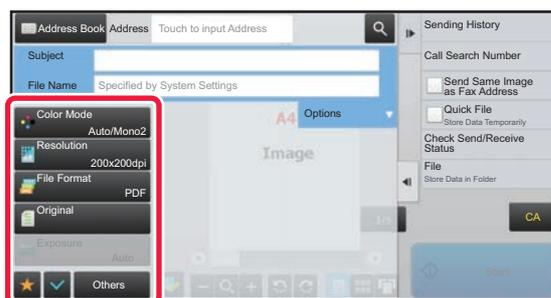 Address Book
Address
Touch to input Address
Subject
File Name
Specified by System Settings
Color Mode
Auto/Mono2
Resolution
200x200dpi
File Format
PDF
Original
Exposure
Auto
Others
A4
Options
Image
Sending History
Call Search Number
Send Same Image
as Fax Address
Quick File
Store Data Temporarily
Check Send/Receive
Status
File
Store Data in Folder
CA
Start